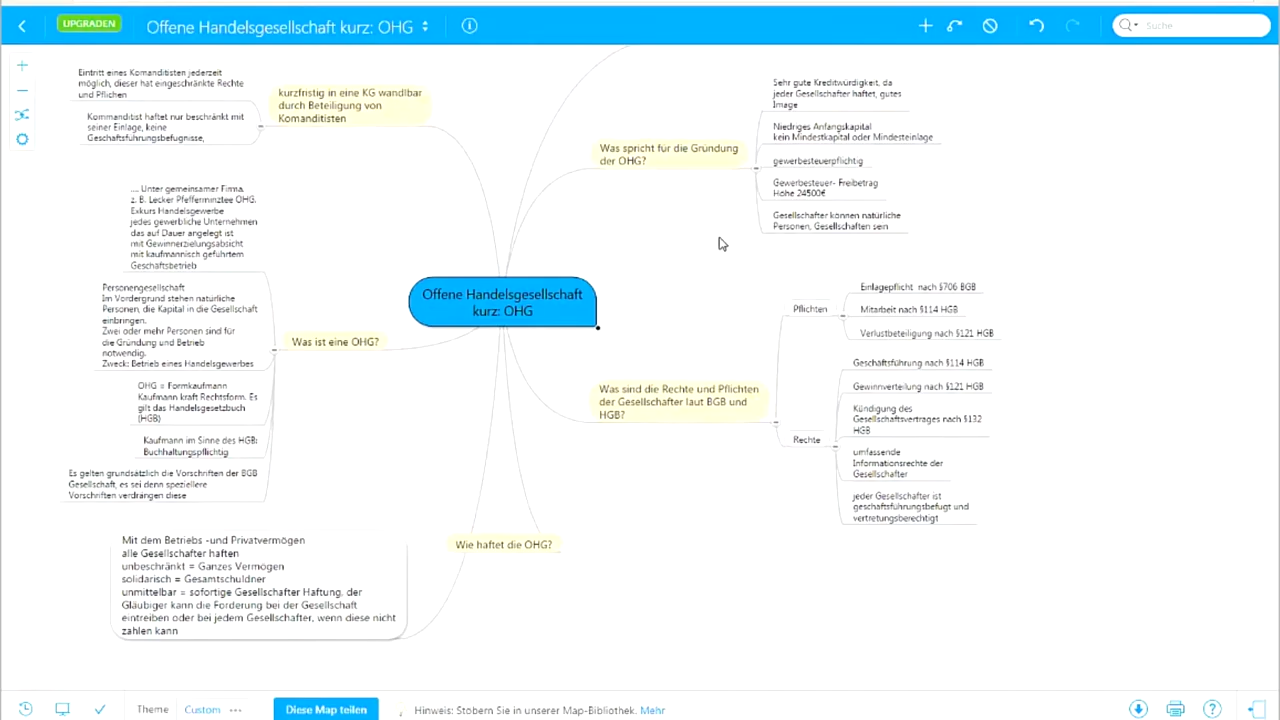 UPGRADEN
Offene Handelsgesellschaft kurz: OHG
Suche
Eintritt eines Komanditisten jederzeit
möglich, dieser hat eingeschränkte Rechte
und Pflichen
Kommanditist haftet nur beschränkt mit
seiner Einlage, keine
Geschäftsführungsbefugnisse,
kurzfristig in eine KG wandlbar
durch Beteiligung von
Komanditisten
.... Unter gemeinsamer Firma,
z. B. Lecker Pfefferminztee OHG.
Exkurs Handelsgewerbe
jedes gewerbliche Unternehmen
das auf Dauer angelegt ist
mit Gewinnerzielungsabsicht
mit kaufmännisch geführtem
Geschäftsbetrieb
Personengesellschaft
Im Vordergrund stehen natürliche
Personen, die Kapital in die Gesellschaft
einbringen.
Zwei oder mehr Personen sind für
die Gründung und Betrieb
notwendig.
Zweck: Betrieb eines Handelsgewerbes
OHG = Formkaufmann
Kaufmann kraft Rechtsform. Es
gilt das Handelsgesetzbuch
(HGB)
Kaufmann im Sinne des HGB:
Buchhaltungspflichtig
Es gelten grundsätzlich die Vorschriften der BGB
Gesellschaft, es sei denn speziellere
Vorschriften verdrängen diese
Was ist eine OHG?
Offene Handelsgesellschaft
kurz: OHG
Mit dem Betriebs -und Privatvermögen
alle Gesellschafter haften
unbeschränkt = Ganzes Vermögen
solidarisch = Gesamtschuldner
unmittelbar = sofortige Gesellschafter Haftung, der
Gläubiger kann die Forderung bei der Gesellschaft
eintreiben oder bei jedem Gesellschafter, wenn diese nicht
zahlen kann
Wie haftet die OHG?
Was spricht für die Gründung
der OHG?
Sehr gute Kreditwürdigkeit, da
jeder Gesellschafter haftet, gutes
Image
Niedriges Anfangskapital
kein Mindestkapital oder Mindesteinlage
gewerbesteuerpflichtig
Gewerbesteuer- Freibetrag
Höhe 24500€
Gesellschafter können natürliche
Personen, Gesellschaften sein
Was sind die Rechte und Pflichten
der Gesellschafter laut BGB und
HGB?
Pflichten
Einlagepflicht nach §706 BGB
Mitarbeit nach §114 HGB
Verlustbeteiligung nach §121 HGB
Rechte
Geschäftsführung nach §114 HGB
Gewinnverteilung nach §121 HGB
Kündigung des
Gesellschaftsvertrages nach §132
HGB
umfassende
Informationsrechte der
Gesellschafter
jeder Gesellschafter ist
geschäftsführungsbefugt und
vertretungsberechtigt
Theme
Custom
Diese Map teilen
Hinweis: Stöbern Sie in unserer Map-Bibliothek. Mehr